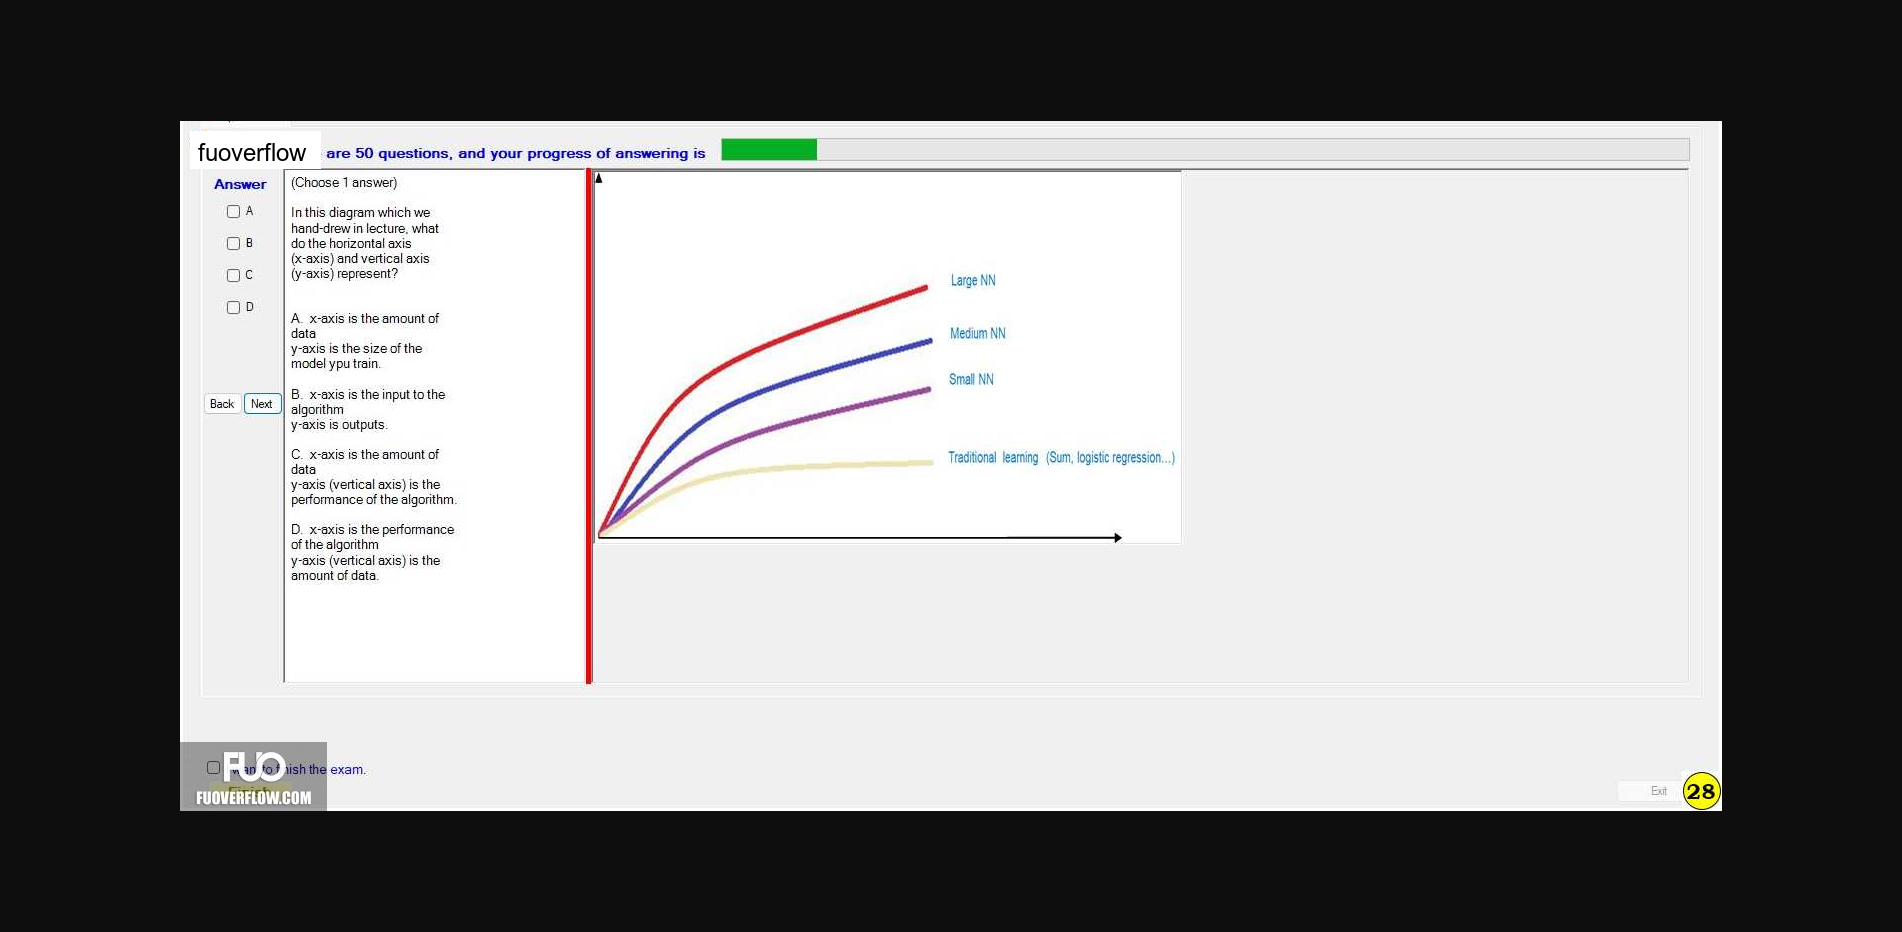 fuoverflow are 50 questions, and your progress of answering is
Answer
A
B
C
D
Back
Next
(Choose 1 answer)
In this diagram which we
hand-drew in lecture, what
do the horizontal axis
(x-axis) and vertical axis
(y-axis) represent?
A. x-axis is the amount of
data
y-axis is the size of the
model ypu train.
B. x-axis is the input to the
algorithm
y-axis is outputs.
C. x-axis is the amount of
data
y-axis (vertical axis) is the
performance of the algorithm.
D. x-axis is the performance
of the algorithm
y-axis (vertical axis) is the
amount of data.
Large NN
Medium NN
Small NN
Traditional learning (Sum, logistic regression...)
FUO
to finish the exam.
Finish
FUOVERFLOW.COM
Exit
28